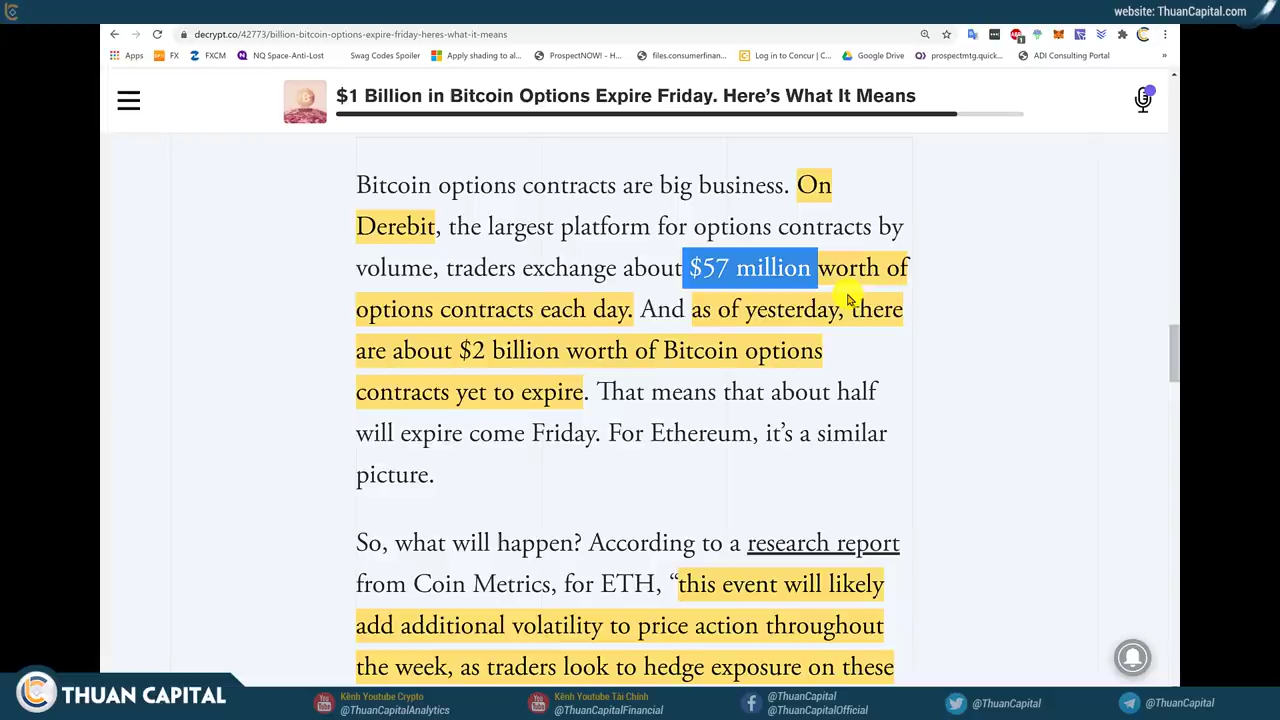 website: ThuanCapital.com
decrypt.co/42773/billion-bitcoin-options-expire-friday-heres-what-it-means
Apps FX FXCM NQ Space-Anti-Lost Swag Codes Spoiler Apply shading to al... ProspectNOW! - H... files.consumerfinan... Log in to Concur | C... Google Drive prospectmtg.quick... ADI Consulting Portal »
$1 Billion in Bitcoin Options Expire Friday. Here's What It Means
Bitcoin options contracts are big business. On
Derebit, the largest platform for options contracts by
volume, traders exchange about $57 million worth of
options contracts each day. And as of yesterday, there
are about $2 billion worth of Bitcoin options
contracts yet to expire. That means that about half
will expire come Friday. For Ethereum, it's a similar
picture.
So, what will happen? According to a research report
from Coin Metrics, for ETH, “this event will likely
add additional volatility to price action throughout
the week, as traders look to hedge exposure on these
THUAN CAPITAL
Kênh Youtube Crypto
@ThuanCapitalAnalytics
Kênh Youtube Tài Chính
@ThuanCapitalFinancial
@ThuanCapital
@ThuanCapitalOfficial
@ThuanCapital
@ThuanCapital